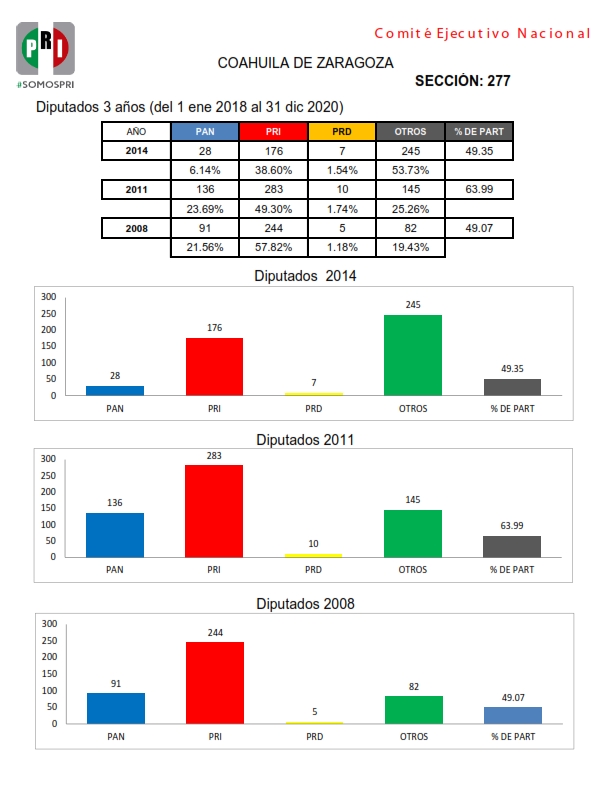 PRI
#SOMOSPRI
Comité Ejecutivo Nacional
COAHUILA DE ZARAGOZA
SECCIÓN: 277
Diputados 3 años (del 1 ene 2018 al 31 dic 2020)
AÑO PAN PRI PRD OTROS % DE PART
2014 28 176 7 245 49.35
6.14% 38.60% 1.54% 53.73%
2011 136 283 10 145 63.99
23.69% 49.30% 1.74% 25.26%
2008 91 244 5 82 49.07
21.56% 57.82% 1.18% 19.43%
Diputados 2014
300
250
200
150
100
50
0
28 176 7 245 49.35
PAN PRI PRD OTROS % DE PART
Diputados 2011
300
250
200
150
100
50
0
136 283 10 145 63.99
PAN PRI PRD OTROS % DE PART
Diputados 2008
300
250
200
150
100
50
0
91 244 5 82 49.07
PAN PRI PRD OTROS % DE PART